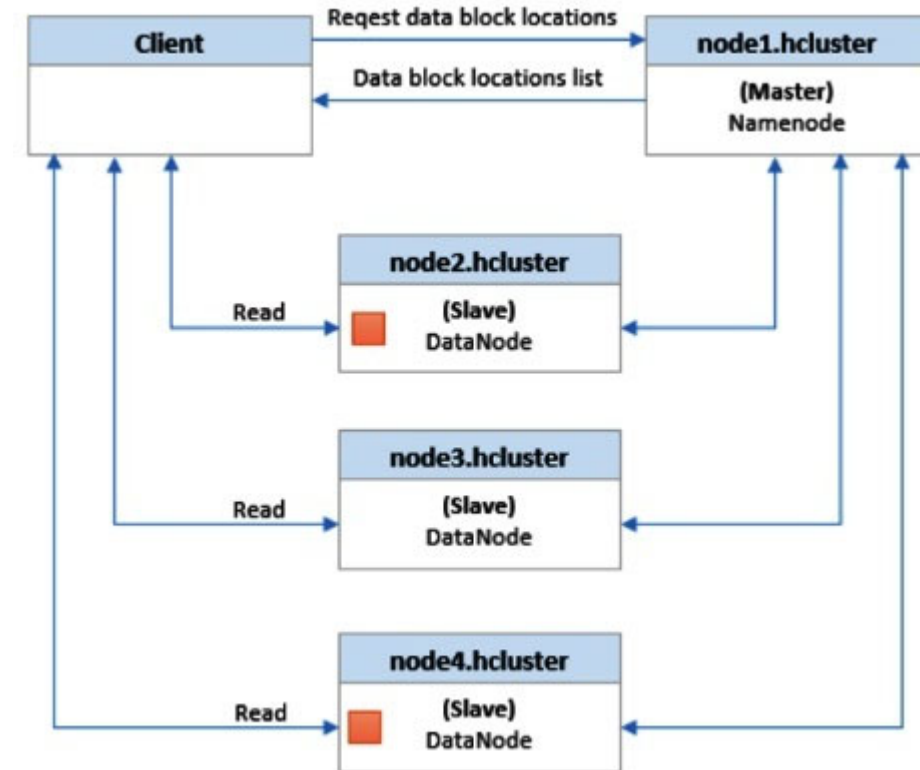 Reqest data block locations
Client
node1.hcluster
Data block locations list
(Master)
Namenode
node2.hcluster
Read
(Slave)
DataNode
node3.hcluster
Read
(Slave)
DataNode
node4.hcluster
Read
(Slave)
DataNode